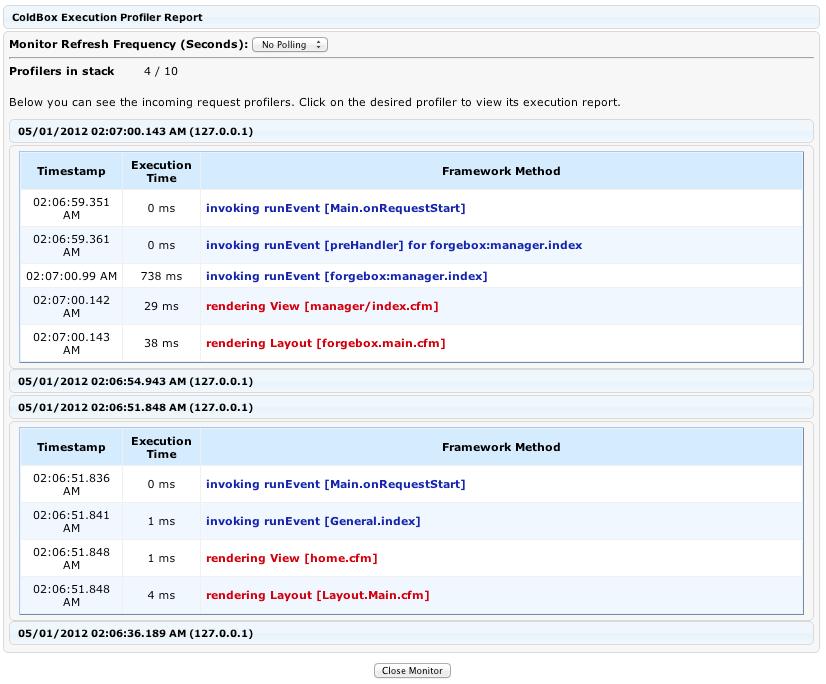 ColdBox Execution Profiler Report
Monitor Refresh Frequency (Seconds): No Polling
Profilers in stack 4 / 10
Below you can see the incoming request profilers. Click on the desired profiler to view its execution report.
05/01/2012 02:07:00.143 AM (127.0.0.1)
Timestamp Execution Time Framework Method
02:06:59.351 AM 0 ms invoking runEvent [Main.onRequestStart]
02:06:59.361 AM 0 ms invoking runEvent [preHandler] for forgebox:manager.index
02:07:00.99 AM 738 ms invoking runEvent [forgebox:manager.index]
02:07:00.142 AM 29 ms rendering View [manager/index.cfm]
02:07:00.143 AM 38 ms rendering Layout [forgebox.main.cfm]
05/01/2012 02:06:54.943 AM (127.0.0.1)
05/01/2012 02:06:51.848 AM (127.0.0.1)
Timestamp Execution Time Framework Method
02:06:51.836 AM 0 ms invoking runEvent [Main.onRequestStart]
02:06:51.841 AM 1 ms invoking runEvent [General.index]
02:06:51.848 AM 1 ms rendering View [home.cfm]
02:06:51.848 AM 4 ms rendering Layout [Layout.Main.cfm]
05/01/2012 02:06:36.189 AM (127.0.0.1)
Close Monitor